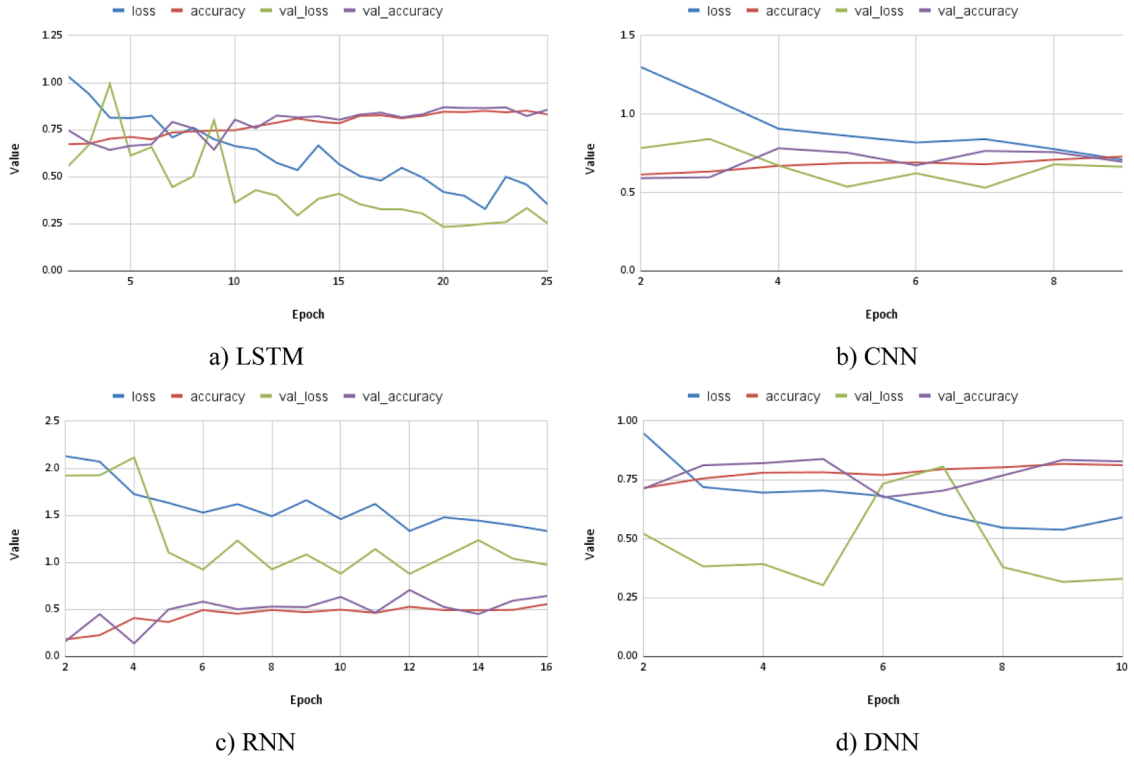 loss accuracy val_loss val_accuracy
1.25
1.00
0.75
0.50
0.25
0.00
Value
5 10 15 20 25
Epoch
a) LSTM
loss accuracy val_loss val_accuracy
1.5
1.0
0.5
0.0
Value
2 4 6 8
Epoch
b) CNN
loss accuracy val_loss val_accuracy
2.5
2.0
1.5
1.0
0.5
0.0
Value
2 4 6 8 10 12 14 16
Epoch
c) RNN
loss accuracy val_loss val_accuracy
1.00
0.75
0.50
0.25
0.00
Value
2 4 6 8 10
Epoch
d) DNN